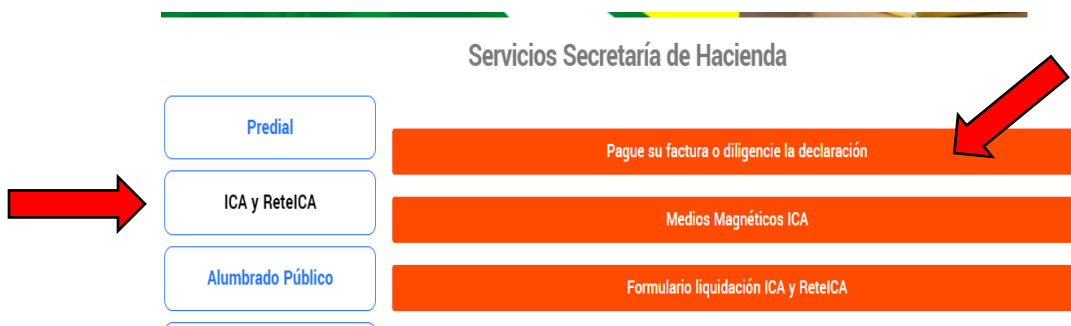 Servicios Secretaría de Hacienda
Predial
ICA y ReteICA
Alumbrado Público
Pague su factura o diligencie la declaración
Medios Magnéticos ICA
Formulario liquidación ICA y ReteICA